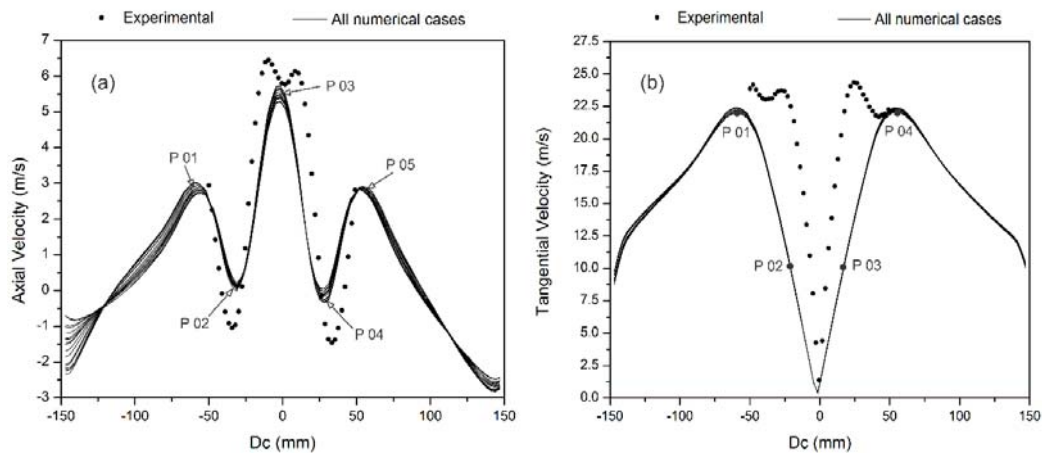 Experimental All numerical cases
(a)
P 01
P 02
P 03
P 04
P 05
7
6
5
4
3
2
1
0
-1
-2
-3
Axial Velocity (m/s)
-150 -100 -50 0 50 100 150
Dc (mm)
Experimental All numerical cases
(b)
P 01
P 02
P 03
P 04
27.5
25.0
22.5
20.0
17.5
15.0
12.5
10.0
7.5
5.0
2.5
0.0
Tangential Velocity (m/s)
-150 -100 -50 0 50 100 150
Dc (mm)